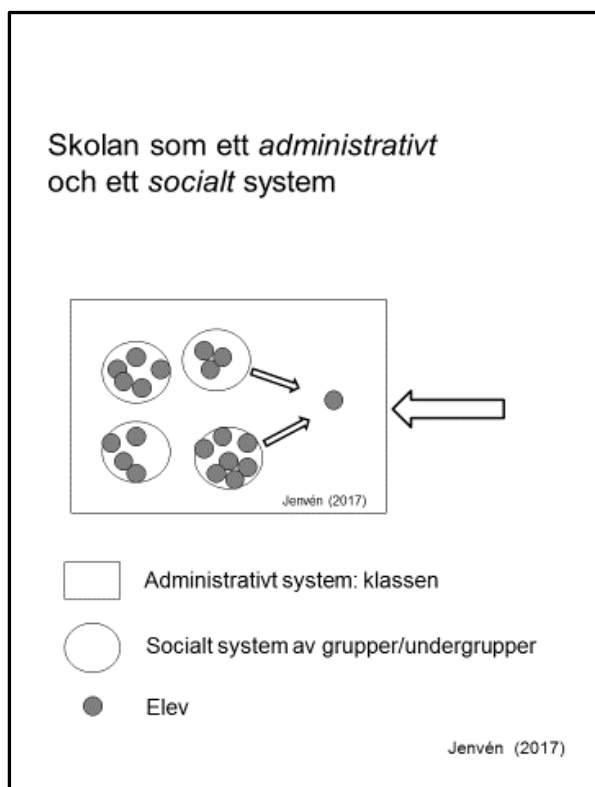 Skolan som ett administrativt
och ett socialt system
Jenvén (2017)
Administrativt system: klassen
Socialt system av grupper/undergrupper
Elev
Jenvén (2017)